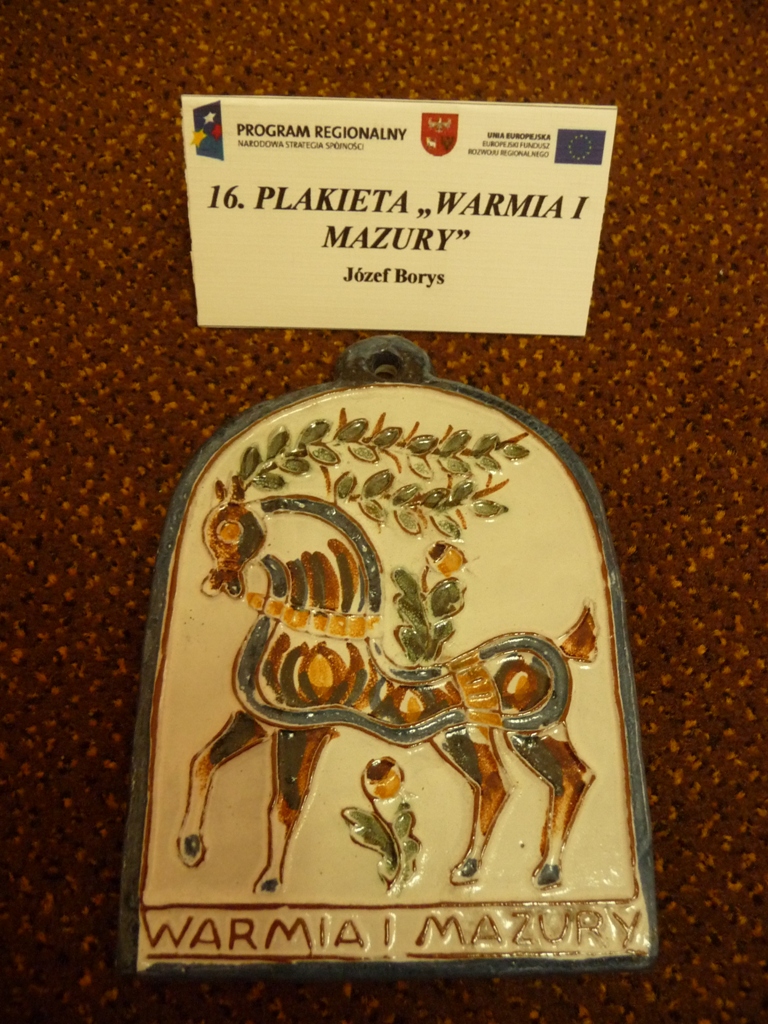 PROGRAM REGIONALNY
NARODOWA STRATEGIA SPÓJNOŚCI
UNIA EUROPEJSKA
EUROPEJSKI FUNDUSZ
ROZWOJU REGIONALNEGO
16. PLAKIETA „WARMIA I
MAZURY”
Józef Borys
WARMIA I MAZURY